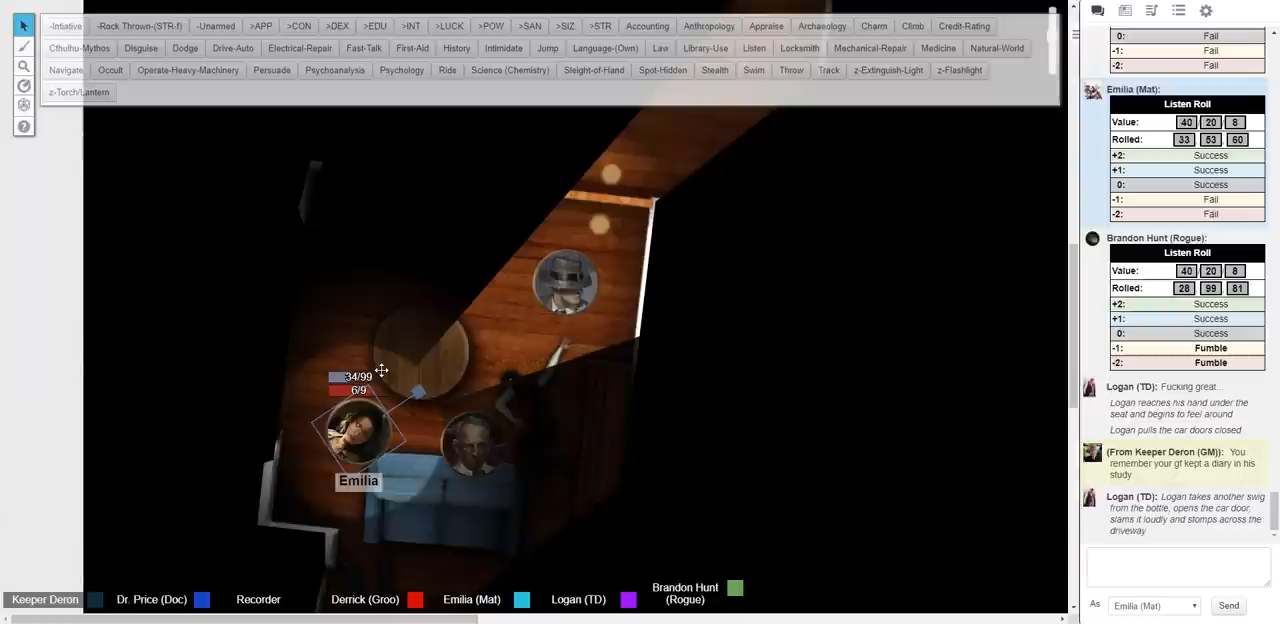 -Intiative -Rock Thrown-(STR-f) -Unarmed >APP >CON >DEX >EDU >INT >LUCK >POW >SAN >SIZ >STR Accounting Anthropology Appraise Archaeology Charm Climb Credit-Rating
Cthulhu-Mythos Disguise Dodge Drive-Auto Electrical-Repair Fast-Talk First-Aid History Intimidate Jump Language-(Own) Law Library-Use Listen Locksmith Mechanical-Repair Medicine Natural-World
Navigate Occult Operate-Heavy-Machinery Persuade Psychoanalysis Psychology Ride Science (Chemistry) Sleight-of-Hand Spot-Hidden Stealth Swim Throw Track z-Extinguish-Light z-Flashlight
z-Torch/Lantern
34/99
6/9
Emilia
Keeper Deron Dr. Price (Doc) Recorder Derrick (Groo) Emilia (Mat) Logan (TD) Brandon Hunt
(Rogue)
0: Fail
-1: Fail
-2: Fail
Emilia (Mat):
Listen Roll
Value: 40 20 8
Rolled: 33 53 60
+2: Success
+1: Success
0: Success
-1: Fail
-2: Fail
Brandon Hunt (Rogue):
Listen Roll
Value: 40 20 8
Rolled: 28 99 81
+2: Success
+1: Success
0: Success
-1: Fumble
-2: Fumble
Logan (TD): Fucking great...
Logan reaches his hand under the
seat and begins to feel around
Logan pulls the car doors closed
(From Keeper Deron (GM)): You
remember your gf kept a diary in his
study
Logan (TD): Logan takes another swig
from the bottle, opens the car door,
slams it loudly and stomps across the
driveway
As Emilia (Mat) Send